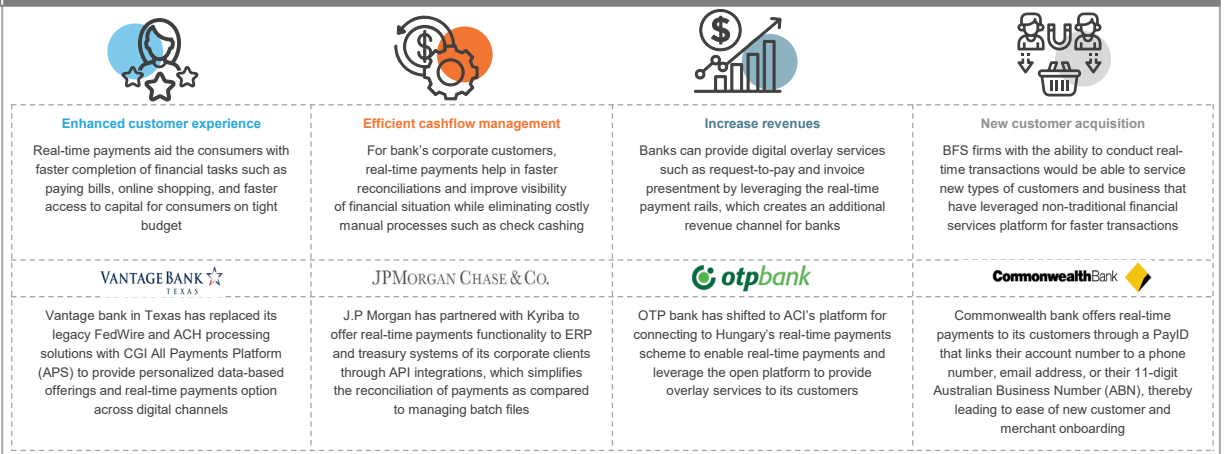 Enhanced customer experience
Real-time payments aid the consumers with
faster completion of financial tasks such as
paying bills, online shopping, and faster
access to capital for consumers on tight
budget
Efficient cashflow management
For bank's corporate customers,
real-time payments help in faster
reconciliations and improve visibility
of financial situation while eliminating costly
manual processes such as check cashing
Increase revenues
Banks can provide digital overlay services
such as request-to-pay and invoice
presentment by leveraging the real-time
payment rails, which creates an additional
revenue channel for banks
New customer acquisition
BFS firms with the ability to conduct real-
time transactions would be able to service
new types of customers and business that
have leveraged non-traditional financial
services platform for faster transactions
VANTAGE BANK
TEXAS
JPMORGAN CHASE & CO.
otpbank
CommonwealthBank
Vantage bank in Texas has replaced its
legacy FedWire and ACH processing
solutions with CGI All Payments Platform
(APS) to provide personalized data-based
offerings and real-time payments option
across digital channels
J.P Morgan has partnered with Kyriba to
offer real-time payments functionality to ERP
and treasury systems of its corporate clients
through API integrations, which simplifies
the reconciliation of payments as compared
to managing batch files
OTP bank has shifted to ACI's platform for
connecting to Hungary's real-time payments
scheme to enable real-time payments and
leverage the open platform to provide
overlay services to its customers
Commonwealth bank offers real-time
payments to its customers through a PayID
that links their account number to a phone
number, email address, or their 11-digit
Australian Business Number (ABN), thereby
leading to ease of new customer and
merchant onboarding